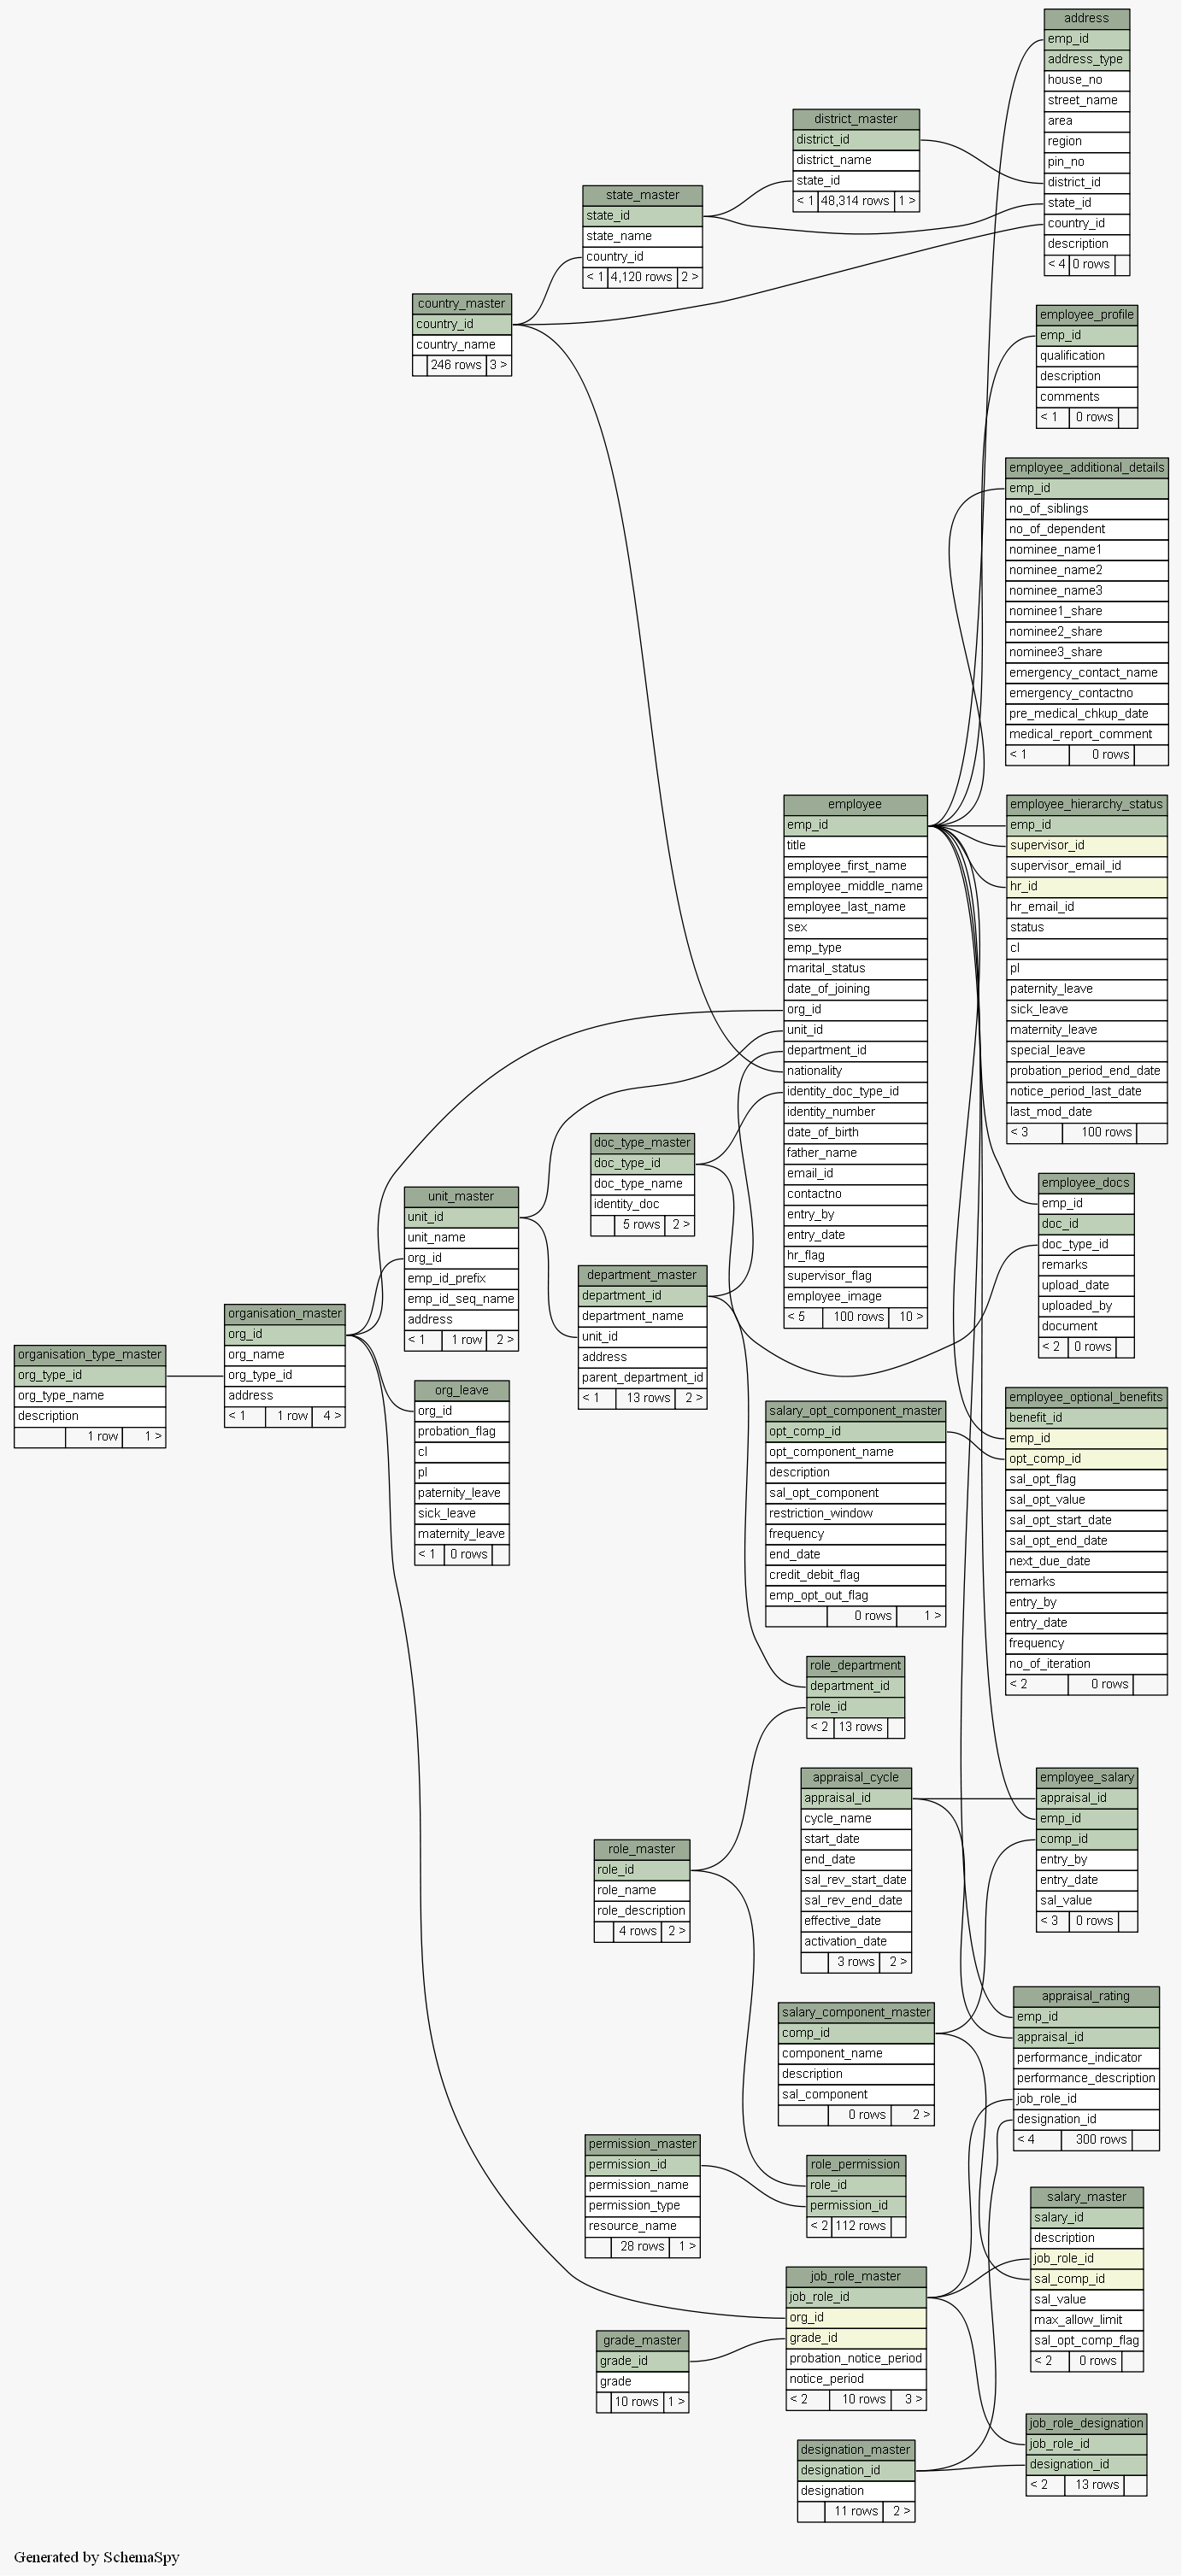 address
emp_id
address_type
house_no
street_name
area
region
pin_no
district_id
state_id
country_id
description
< 4 0 rows
district_master
district_id
district_name
state_id
< 1 48,314 rows 1 >
state_master
state_id
state_name
country_id
< 1 4,120 rows 2 >
country_master
country_id
country_name
246 rows 3 >
employee_profile
emp_id
qualification
description
comments
< 1 0 rows
employee_additional_details
emp_id
no_of_siblings
no_of_dependent
nominee_name1
nominee_name2
nominee_name3
nominee1_share
nominee2_share
nominee3_share
emergency_contact_name
emergency_contactno
pre_medical_chkup_date
medical_report_comment
< 1 0 rows
employee
emp_id
title
employee_first_name
employee_middle_name
employee_last_name
sex
emp_type
marital_status
date_of_joining
org_id
unit_id
department_id
nationality
identity_doc_type_id
identity_number
date_of_birth
father_name
email_id
contactno
entry_by
entry_date
hr_flag
supervisor_flag
employee_image
< 5 100 rows 10 >
employee_hierarchy_status
emp_id
supervisor_id
supervisor_email_id
hr_id
hr_email_id
status
cl
pl
paternity_leave
sick_leave
maternity_leave
special_leave
probation_period_end_date
notice_period_last_date
last_mod_date
< 3 100 rows
doc_type_master
doc_type_id
doc_type_name
identity_doc
5 rows 2 >
employee_docs
emp_id
doc_id
doc_type_id
remarks
upload_date
uploaded_by
document
< 2 0 rows
unit_master
unit_id
unit_name
org_id
emp_id_prefix
emp_id_seq_name
address
< 1 1 row 2 >
department_master
department_id
department_name
unit_id
address
parent_department_id
< 1 13 rows 2 >
organisation_master
org_id
org_name
org_type_id
address
< 1 1 row 4 >
organisation_type_master
org_type_id
org_type_name
description
1 row 1 >
org_leave
org_id
probation_flag
cl
pl
paternity_leave
sick_leave
maternity_leave
< 1 0 rows
salary_opt_component_master
opt_comp_id
opt_component_name
description
sal_opt_component
restriction_window
frequency
end_date
credit_debit_flag
emp_opt_out_flag
0 rows 1 >
employee_optional_benefits
benefit_id
emp_id
opt_comp_id
sal_opt_flag
sal_opt_value
sal_opt_start_date
sal_opt_end_date
next_due_date
remarks
entry_by
entry_date
frequency
no_of_iteration
< 2 0 rows
role_department
department_id
role_id
< 2 13 rows
appraisal_cycle
appraisal_id
cycle_name
start_date
end_date
sal_rev_start_date
sal_rev_end_date
effective_date
activation_date
3 rows 2 >
employee_salary
appraisal_id
emp_id
comp_id
entry_by
entry_date
sal_value
< 3 0 rows
role_master
role_id
role_name
role_description
4 rows 2 >
appraisal_rating
emp_id
appraisal_id
performance_indicator
performance_description
job_role_id
designation_id
< 4 300 rows
salary_component_master
comp_id
component_name
description
sal_component
0 rows 2 >
permission_master
permission_id
permission_name
permission_type
resource_name
28 rows 1 >
role_permission
role_id
permission_id
< 2 112 rows
salary_master
salary_id
description
job_role_id
sal_comp_id
sal_value
max_allow_limit
sal_opt_comp_flag
< 2 0 rows
job_role_master
job_role_id
org_id
grade_id
probation_notice_period
notice_period
< 2 10 rows 3 >
grade_master
grade_id
grade
10 rows 1 >
job_role_designation
job_role_id
designation_id
< 2 13 rows
designation_master
designation_id
designation
11 rows 2 >
Generated by SchemaSpy